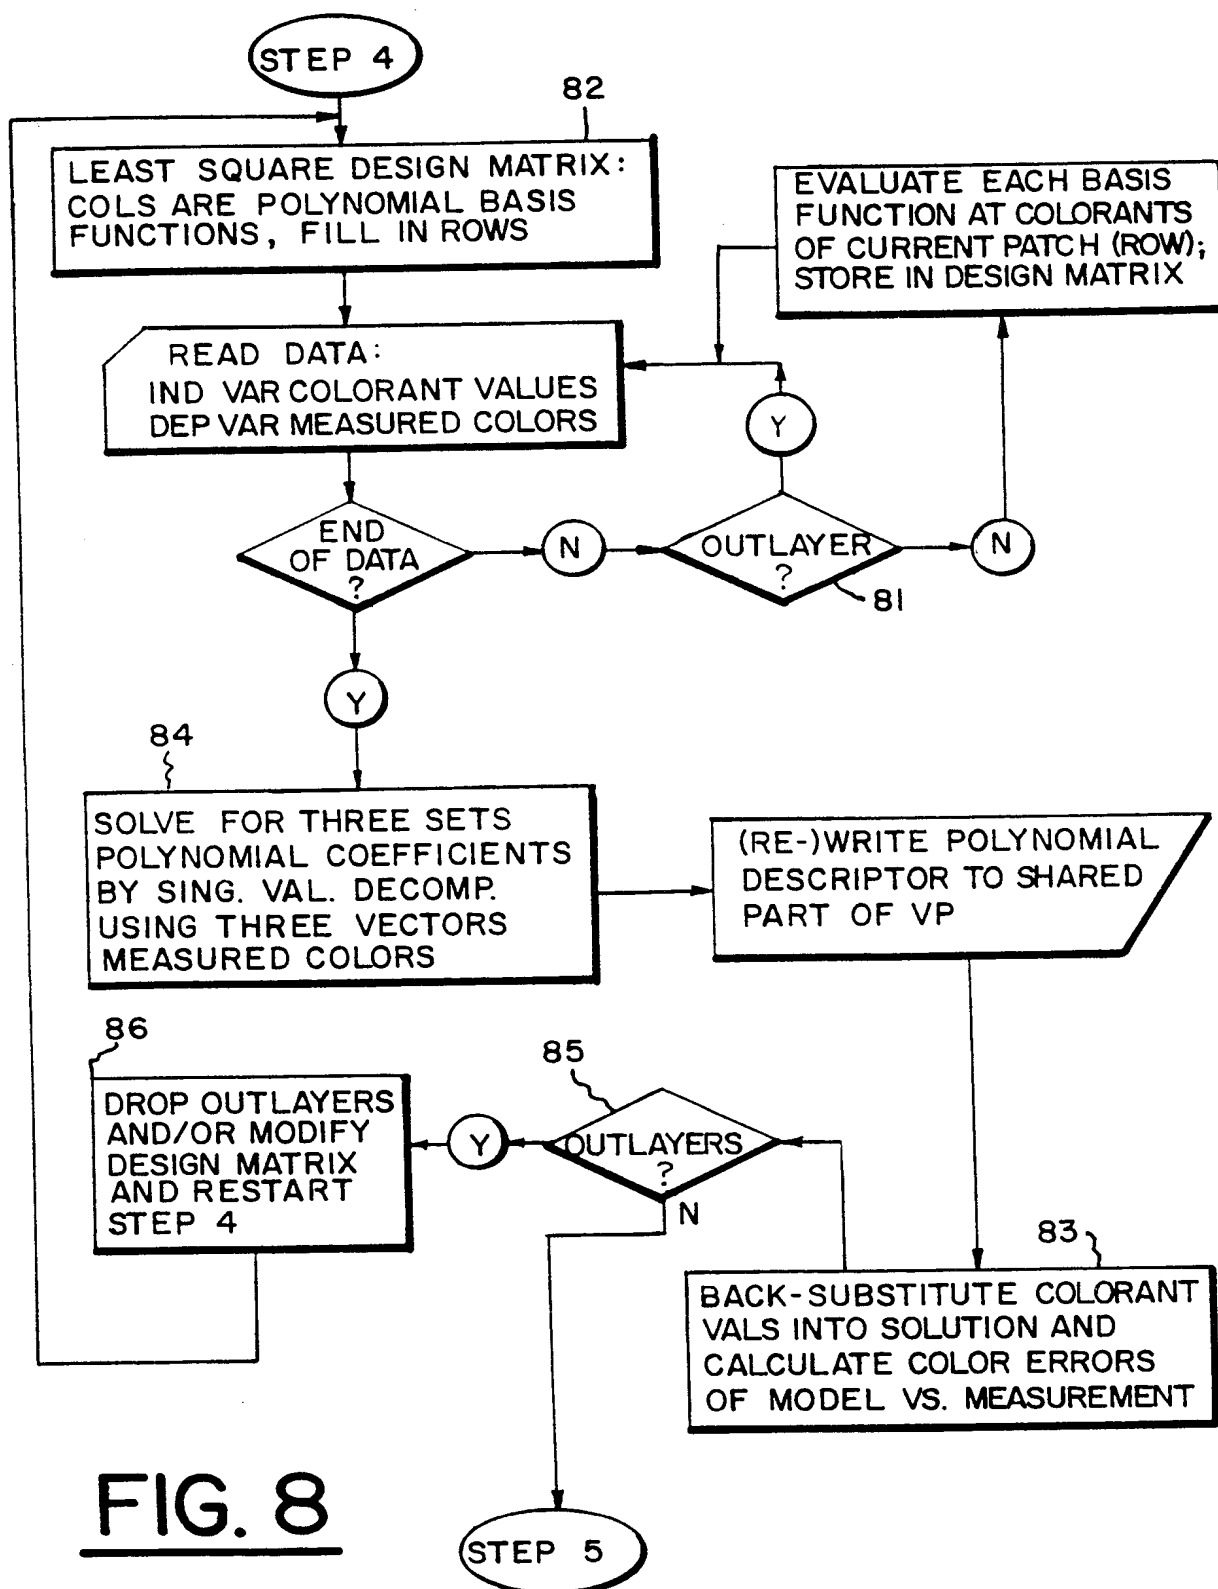 STEP 4
82
LEAST SQUARE DESIGN MATRIX:
COLS ARE POLYNOMIAL BASIS
FUNCTIONS, FILL IN ROWS
EVALUATE EACH BASIS
FUNCTION AT COLORANTS
OF CURRENT PATCH (ROW);
STORE IN DESIGN MATRIX
READ DATA:
IND VAR COLORANT VALUES
DEP VAR MEASURED COLORS
Y
END
OF DATA
?
N
OUTLAYER
?
N
81
Y
84
SOLVE FOR THREE SETS
POLYNOMIAL COEFFICIENTS
BY SING. VAL. DECOMP.
USING THREE VECTORS
MEASURED COLORS
(RE-)WRITE POLYNOMIAL
DESCRIPTOR TO SHARED
PART OF VP
86
DROP OUTLAYERS
AND/OR MODIFY
DESIGN MATRIX
AND RESTART
STEP 4
85
Y
OUTLAYERS
?
N
83
BACK-SUBSTITUTE COLORANT
VALS INTO SOLUTION AND
CALCULATE COLOR ERRORS
OF MODEL VS. MEASUREMENT
FIG. 8
STEP 5